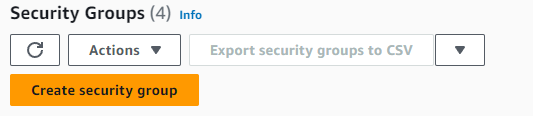 Security Groups (4) Info
Actions Export security groups to CSV
Create security group